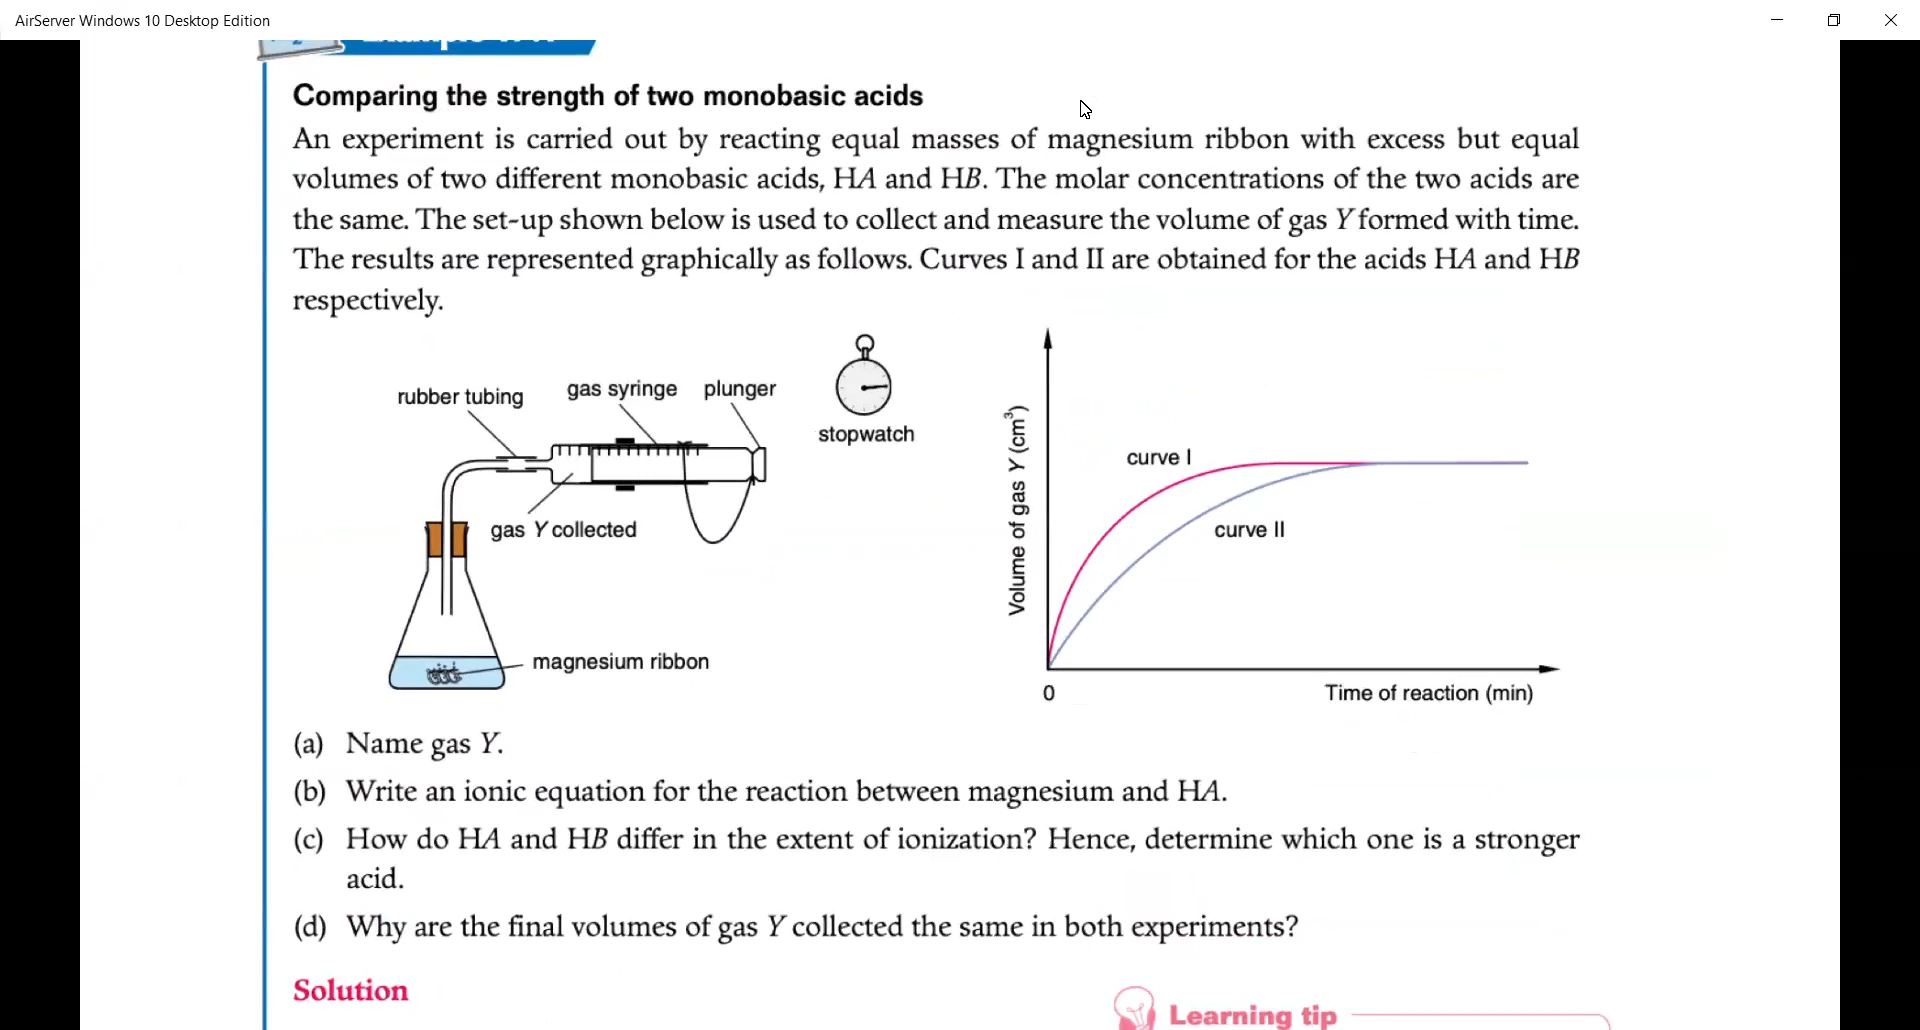 AirServer Windows 10 Desktop Edition
Comparing the strength of two monobasic acids
An experiment is carried out by reacting equal masses of magnesium ribbon with excess but equal
volumes of two different monobasic acids, HA and HB. The molar concentrations of the two acids are
the same. The set-up shown below is used to collect and measure the volume of gas Y formed with time.
The results are represented graphically as follows. Curves I and II are obtained for the acids HA and HB
respectively.
rubber tubing
gas syringe
plunger
stopwatch
gas Y collected
magnesium ribbon
Volume of gas Y (cm³)
curve I
curve II
0
Time of reaction (min)
(a) Name gas Y.
(b) Write an ionic equation for the reaction between magnesium and HA.
(c) How do HA and HB differ in the extent of ionization? Hence, determine which one is a stronger
acid.
(d) Why are the final volumes of gas Y collected the same in both experiments?
Solution
Learning tip